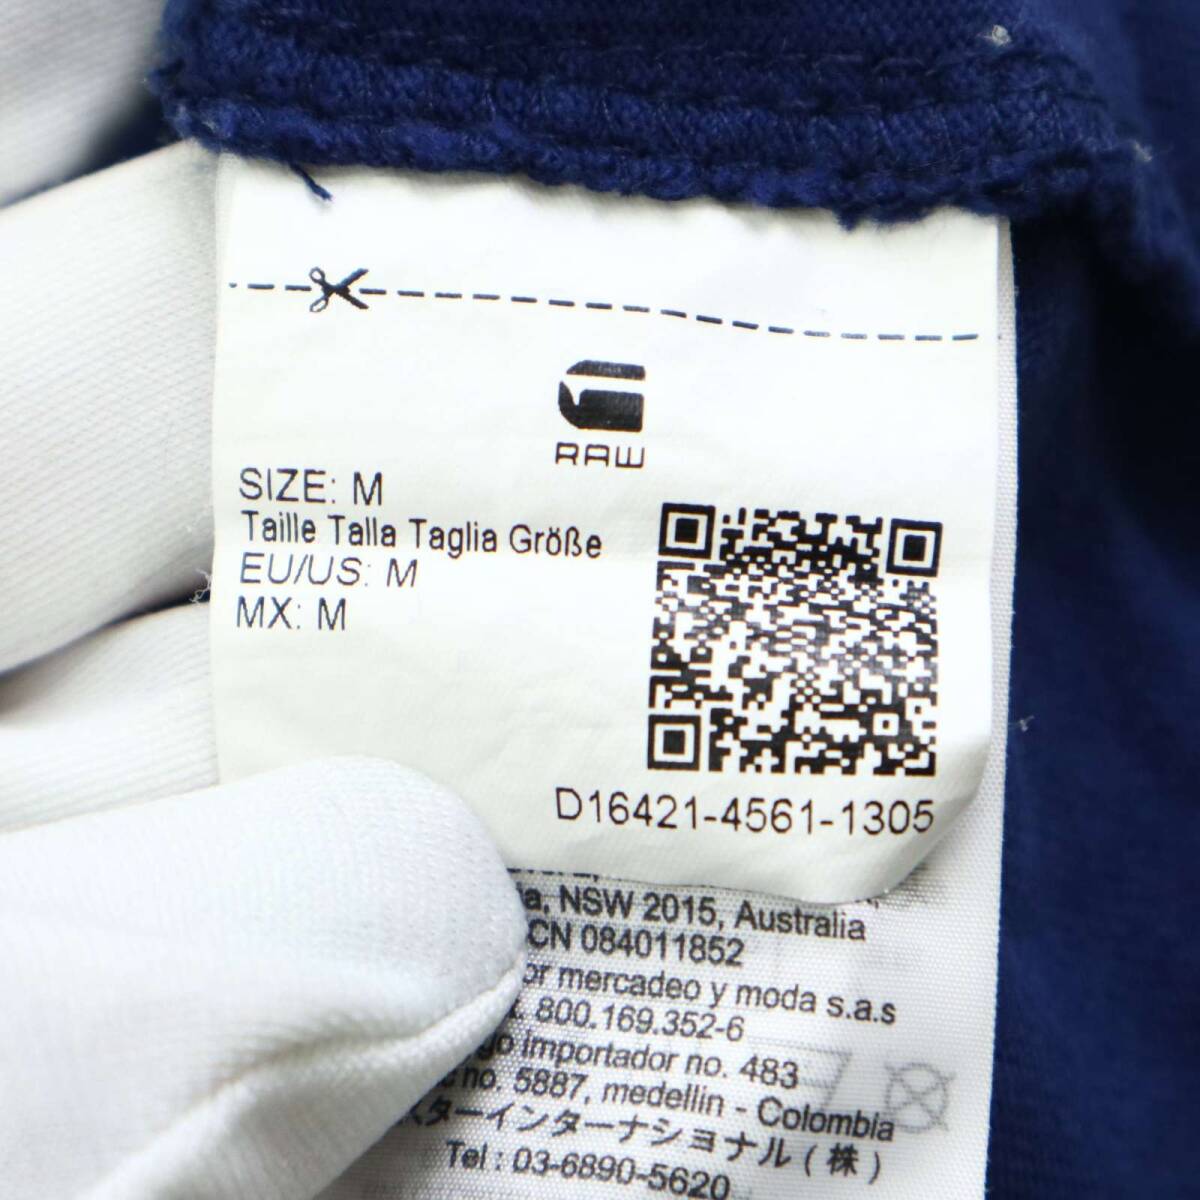 RAW
SIZE: M
Taille Talla Taglia Größe
EU/US: M
MX: M
D16421-4561-1305
NSW 2015, Australia
CN 084011852
or mercadeo y moda s.a.s
800.169.352-6
go importador no. 483
no. 5887, medellin - Colombia
スターインターナショナル (株)
Tel : 03-6890-5620